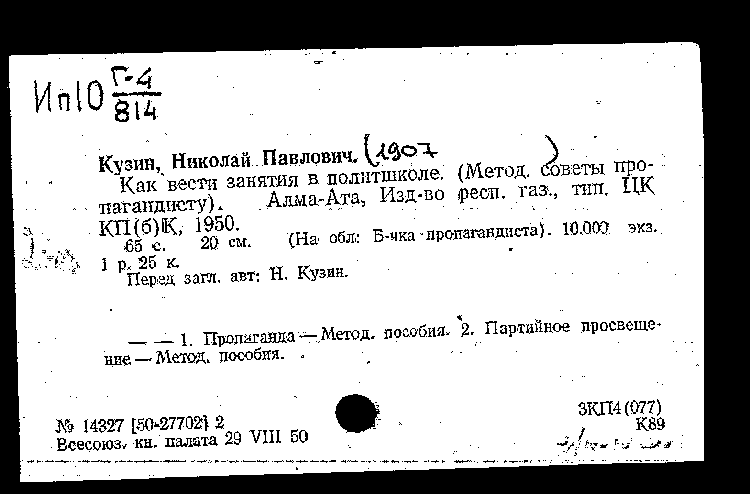 Ип10 Г-4/814
Кузин, Николай Павлович. (1907 )
Как вести занятия в политшколе. (Метод. советы про-
пагандисту). Алма-Ата, Изд-во респ. газ., тип. ЦК
КП(б)К, 1950.
65 с. 20 см. (На обл: Б-чка пропагандиста). 10.000 экз.
1 р. 25 к.
Перед загл. авт: Н. Кузин.
— — 1. Пропаганда — Метод. пособия. 2. Партийное просвеще-
ние — Метод. пособия.
№ 14327 [50-27702] 2
Всесоюз. кн. палата 29 VIII 50
3КП4(077)
К89